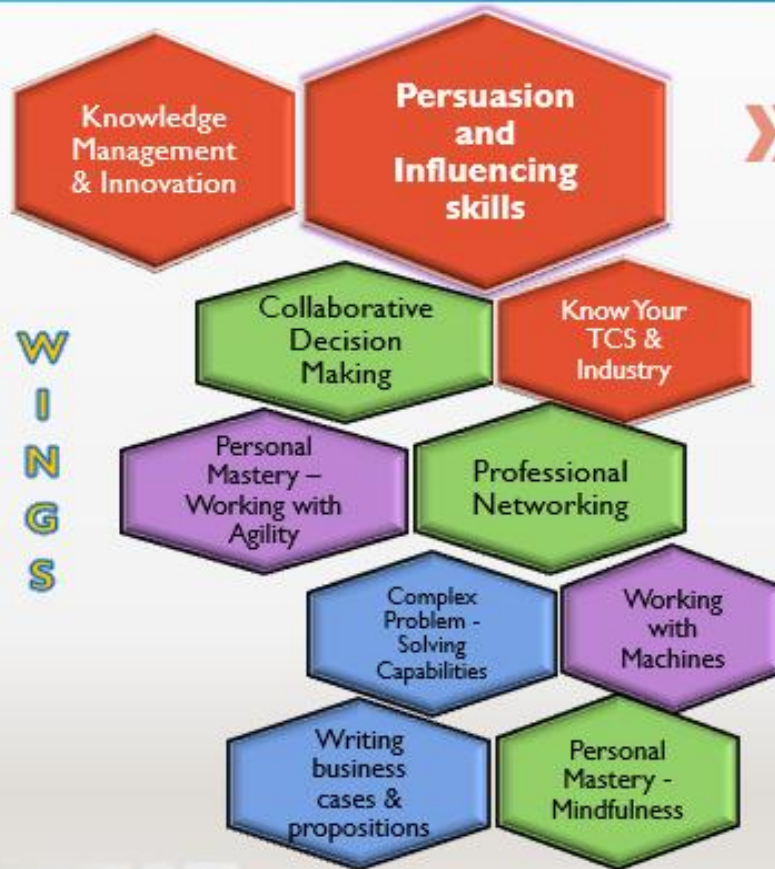 Knowledge
Management
& Innovation
Persuasion
and
Influencing
skills
Collaborative
Decision
Making
Know Your
TCS &
Industry
W
I
N
G
S
Personal
Mastery –
Working with
Agility
Professional
Networking
Complex
Problem -
Solving
Capabilities
Working
with
Machines
Writing
business
cases &
propositions
Personal
Mastery -
Mindfulness